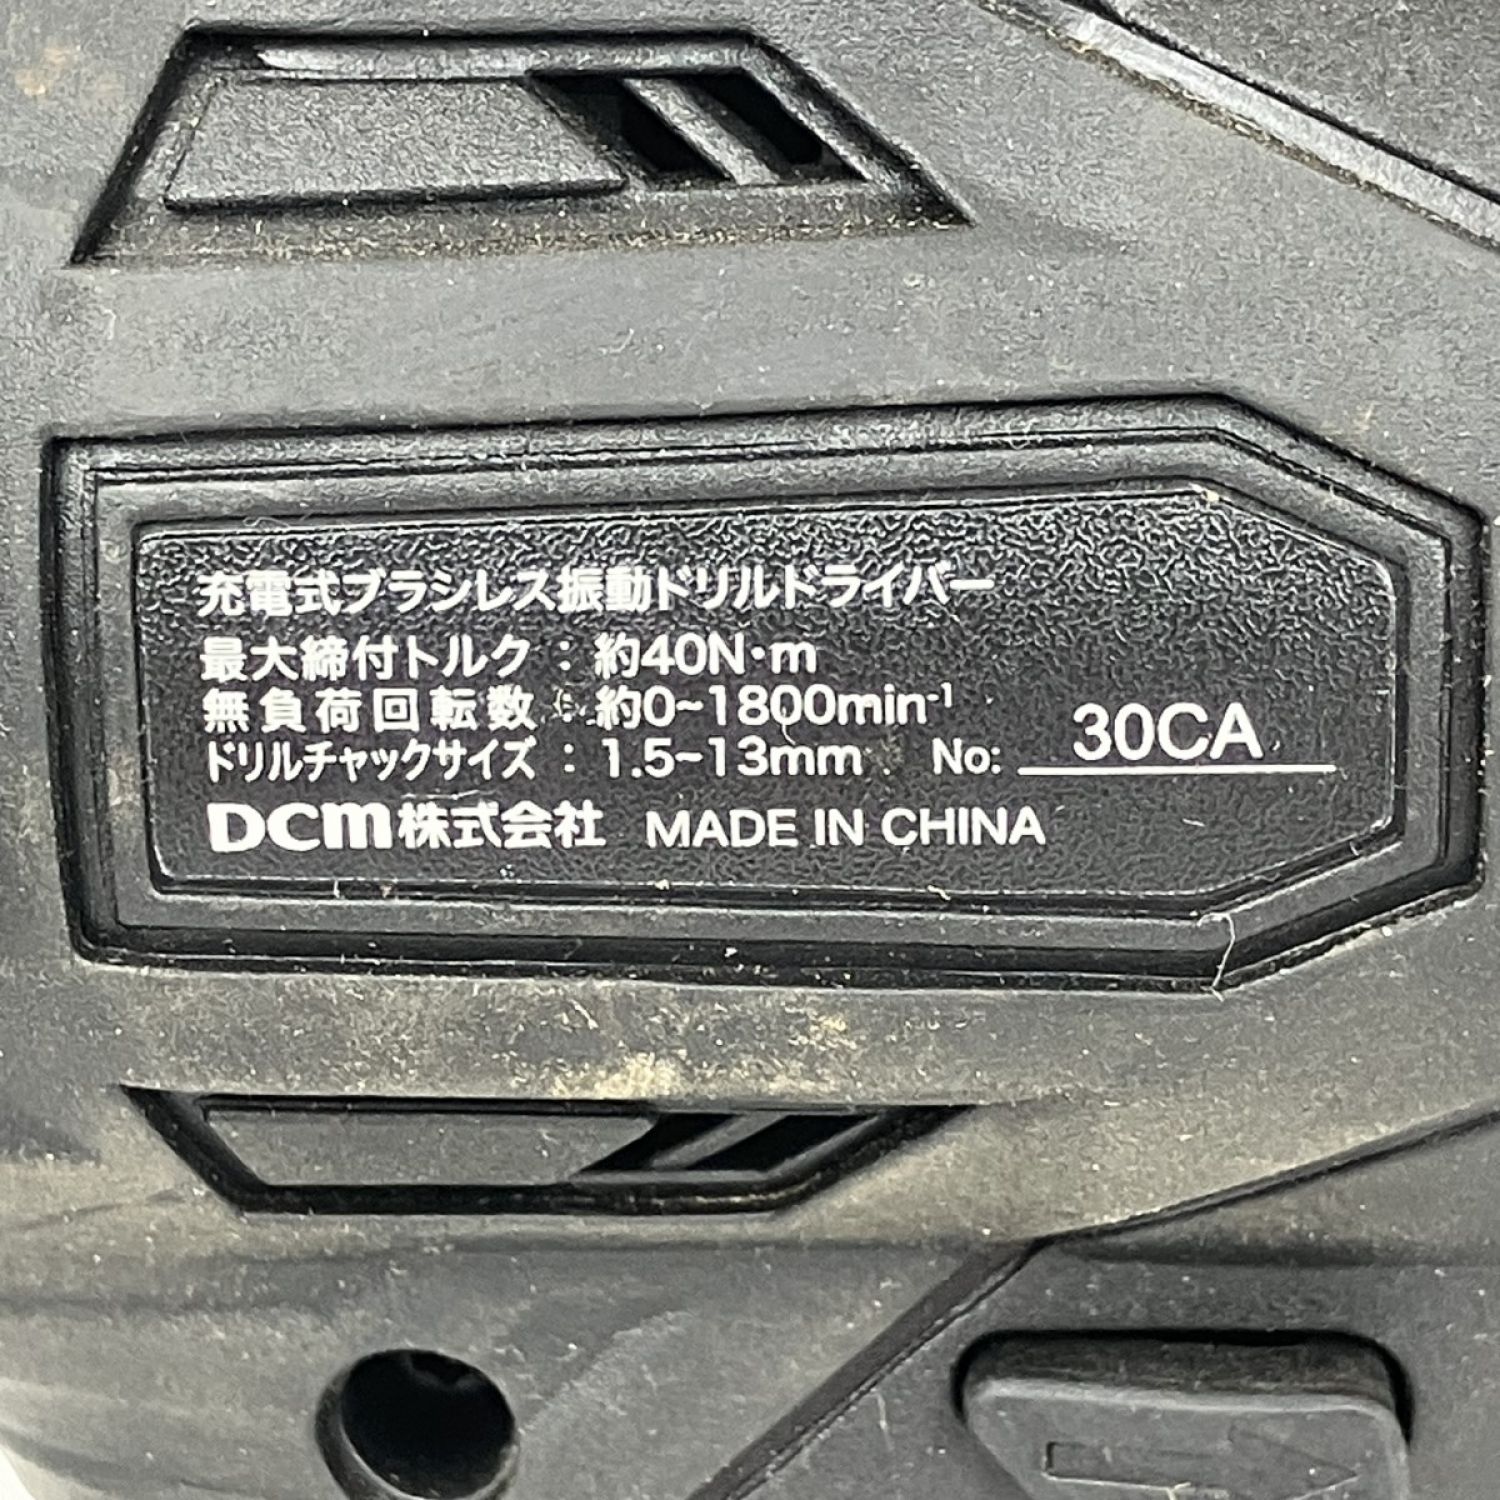 充電式ブラシレス振動ドリルドライバー
最大締付トルク：約40N·m
無負荷回転数：約0~1800min-1
ドリルチャックサイズ：1.5~13mm No: 30CA
DCM株式会社 MADE IN CHINA